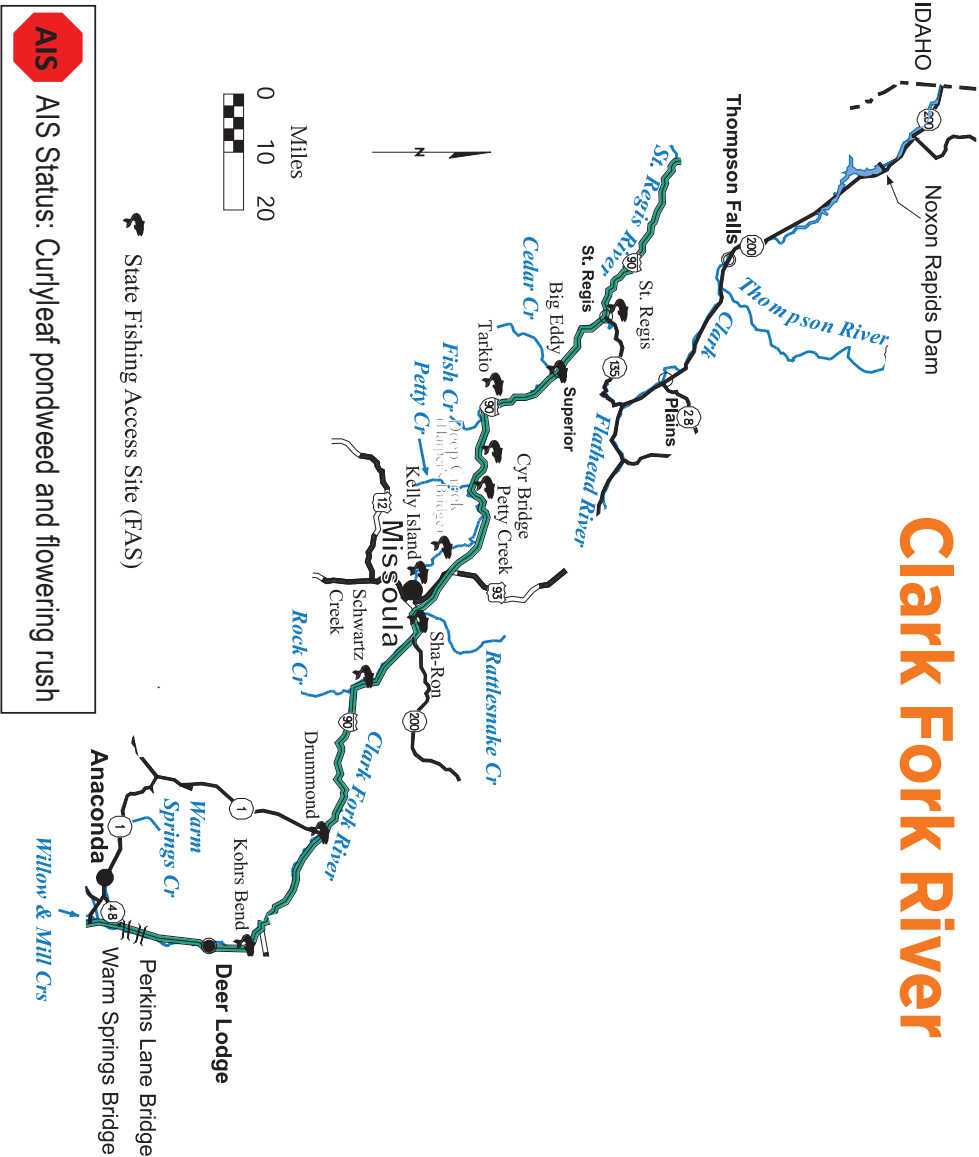 Clark Fork River
IDAHO
200
Noxon Rapids Dam
Thompson River
Thompson Falls
200
Clark
28
Plains
St. Regis River
90
St. Regis
St. Regis
135
Flathead River
Cedar Cr
Big Eddy
Superior
Tarkio
90
Fish Cr
Petty Cr
Cyr Bridge
Petty Creek
Deep Creek
Harper's Bridge
Kelly Island
93
12
Missoula
Sha-Ron
Rattlesnake Cr
200
Schwartz
Creek
Rock Cr
90
Clark Fork River
Drummond
1
Warm
Springs Cr
Kohrs Bend
1
Anaconda
48
Deer Lodge
Perkins Lane Bridge
Warm Springs Bridge
Willow & Mill Crs
N
Miles
0 10 20
State Fishing Access Site (FAS)
AIS AIS Status: Curlyleaf pondweed and flowering rush